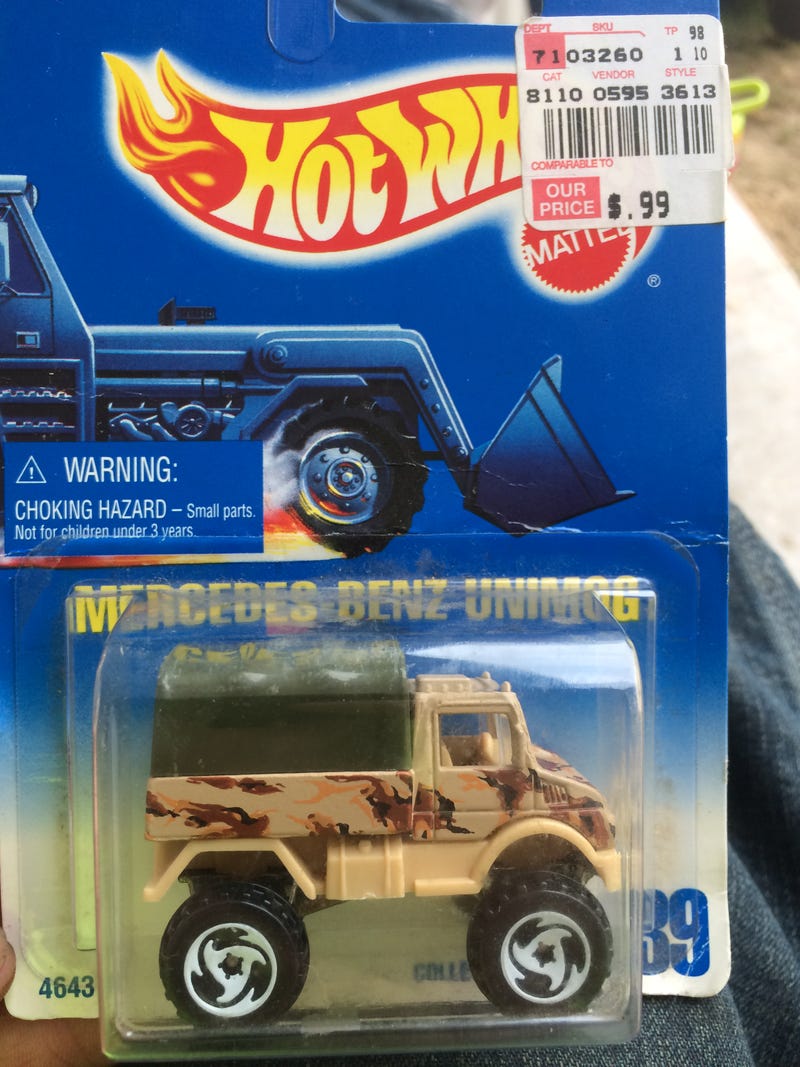 DEPT SKU TP 98
7103260 1 10
CAT VENDOR STYLE
8110 0595 3613
COMPARABLE TO
OUR
PRICE $.99
HOT WH
MATTEL
®
WARNING:
CHOKING HAZARD – Small parts.
Not for children under 3 years.
MERCEDES BENZ UNIMOG
4643
COLLE
39